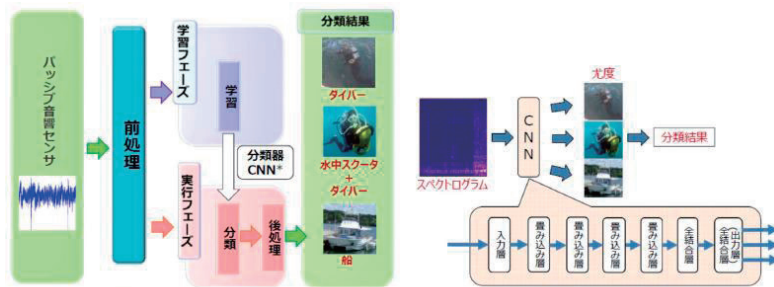 パッシブ音響センサ
前処理
学習フェーズ
学習
分類器
CNN*
実行フェーズ
分類
後処理
分類結果
ダイバー
水中スクータ
+
ダイバー
船
スペクトログラム
CNN
尤度
分類結果
入力層
畳み込み層
畳み込み層
畳み込み層
畳み込み層
全結合層
全結合層
(出力層)